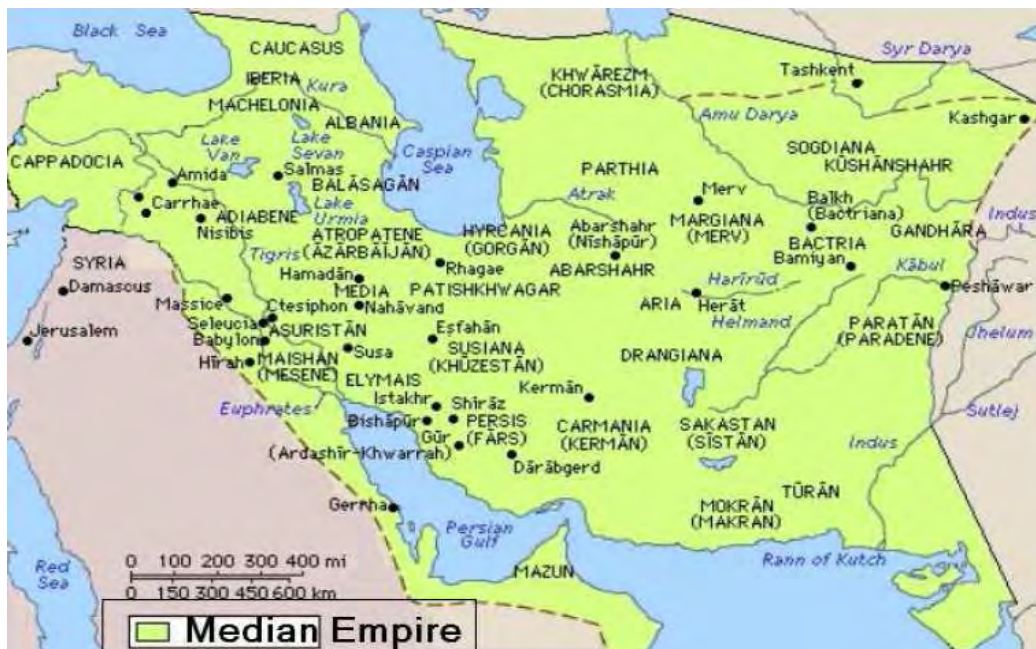 Black Sea
CAUCASUS
Syr Darya
IBERIA
Kura
KHWĀREZM
(CHORASMIA)
Tashkent
MACHELONIA
ALBANIA
Amu Darya
Kashgar
Lake
Van
Lake
Sevan
Caspian
Sea
SOGDIANA
KŪSHĀNSHAHR
CAPPADOCIA
Amida
Salmas
BALĀSAGĀN
PARTHIA
Carrhae
Lake
Urmia
Atrak
Merv
Balkh
(Bactriana)
Indus
Nisibis
ADIABENE
ATROPATENE
(ĀZARBĀIJĀN)
HYRCANIA
(GORGĀN)
Abarshahr
(Nīshāpūr)
MARGIANA
(MERV)
BACTRIA
GANDHĀRA
SYRIA
Tigris
Rhagae
ABARSHAHR
Bamiyan
Kābul
Damascus
Hamadān
MEDIA
PATISHKHWAGAR
Harīrūd
Peshāwar
Massice
Ctesiphon
Nahāvand
ARIA
Herāt
Seleucia
ASURISTĀN
Eşfahān
Helmand
PARATĀN
(PARADENE)
Jhelum
Jerusalem
Babylon
Susa
SUSIANA
(KHŪZESTĀN)
DRANGIANA
Hīrah
MAISHĀN
(MESENE)
ELYMAIS
Kermān
Euphrates
Istakhr
Shirāz
Sutlej
Bishāpūr
PERSIS
(FĀRS)
CARMANIA
(KERMĀN)
SAKASTAN
(SĪSTĀN)
Indus
Gūr
(Ardashīr-Khwarrah)
Dārābgerd
TŪRĀN
Gerrha
MOKRĀN
(MAKRAN)
Persian
Gulf
Rann of Kutch
Red
Sea
0 100 200 300 400 mi
MAZUN
0 150 300 450 600 km
Median Empire